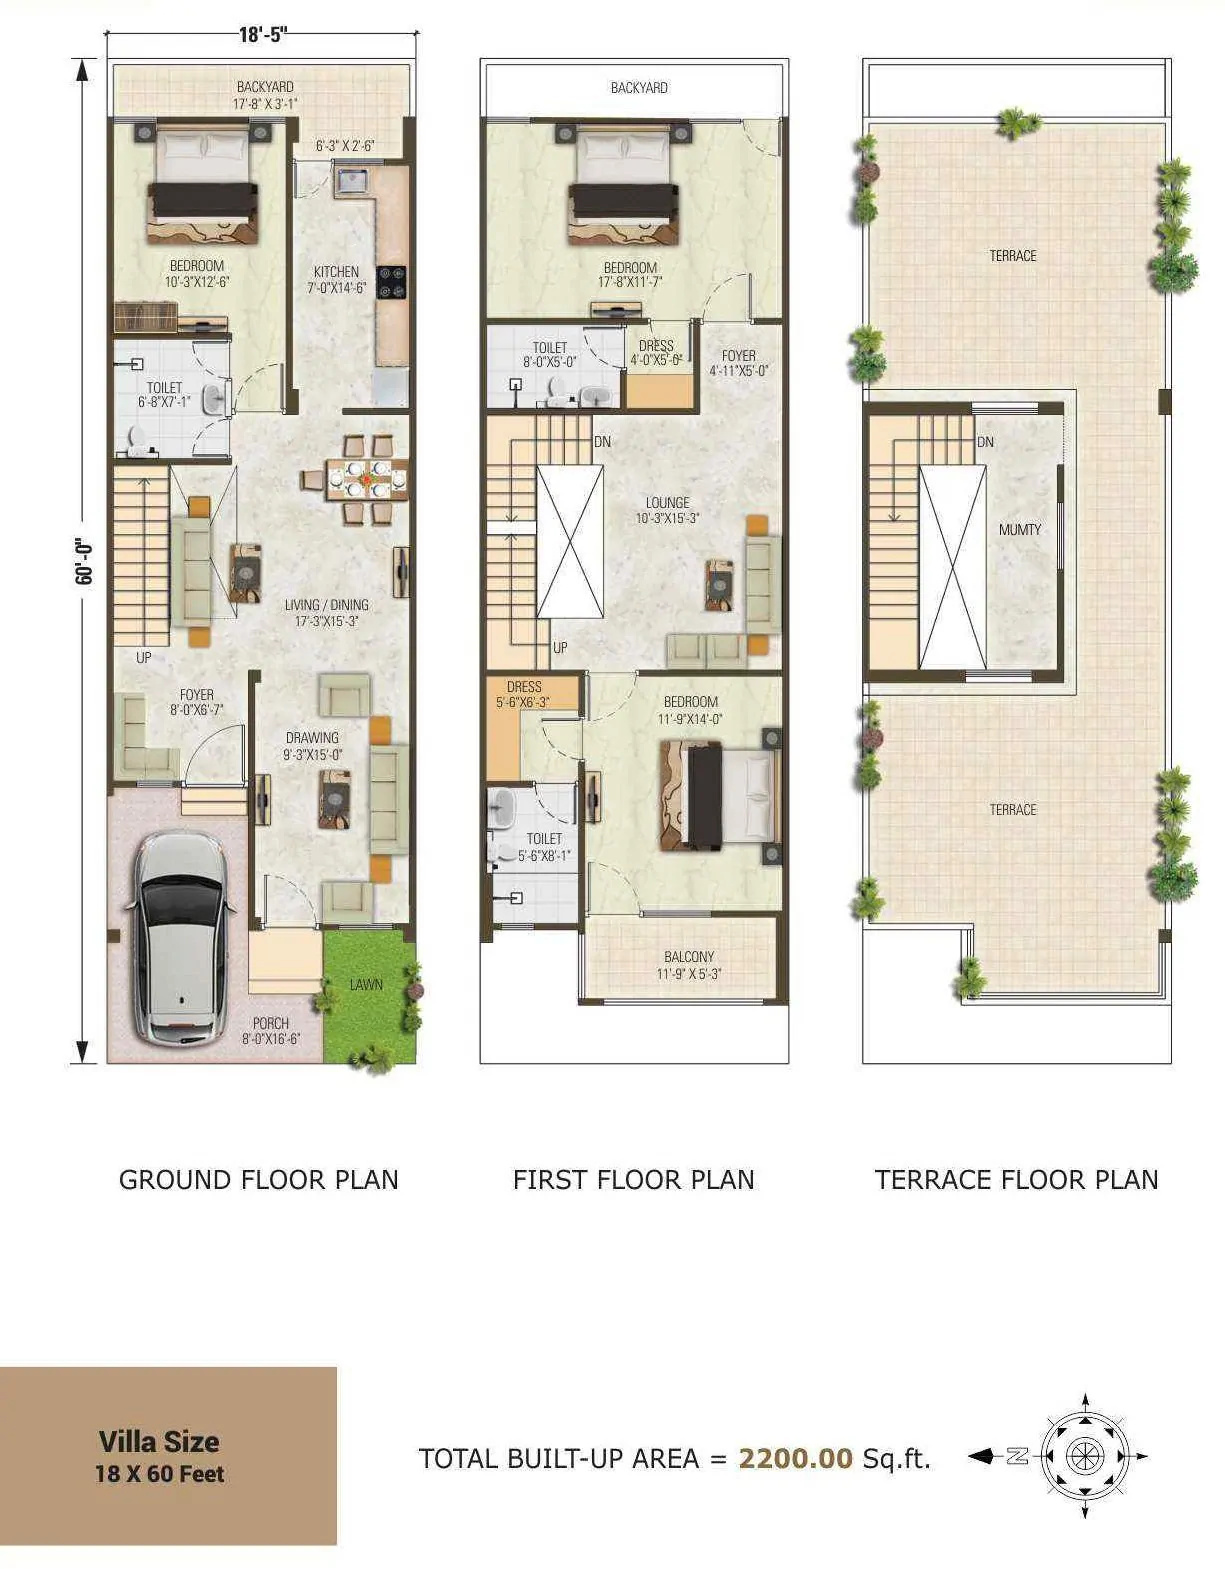 18'-5"
60'-0"
BACKYARD
17'-8" X 3'-1"
6'-3" X 2'-6"
BEDROOM
10'-3"X12'-6"
KITCHEN
7'-0"X14'-6"
TOILET
6'-8"X7'-1"
LIVING / DINING
17'-3"X15'-3"
UP
FOYER
8'-0"X6'-7"
DRAWING
9'-3"X15'-0"
LAWN
PORCH
8'-0"X16'-6"
GROUND FLOOR PLAN
BACKYARD
BEDROOM
17'-8"X11'-7"
TOILET
8'-0"X5'-0"
DRESS
4'-0"X5'-0"
FOYER
4'-11"X5'-0"
DN
LOUNGE
10'-3"X15'-3"
UP
DRESS
5'-6"X6'-3"
BEDROOM
11'-9"X14'-0"
TOILET
5'-6"X8'-1"
BALCONY
11'-9" X 5'-3"
FIRST FLOOR PLAN
TERRACE
DN
MUMTY
TERRACE
TERRACE FLOOR PLAN
Villa Size
18 X 60 Feet
TOTAL BUILT-UP AREA = 2200.00 Sq.ft.
N